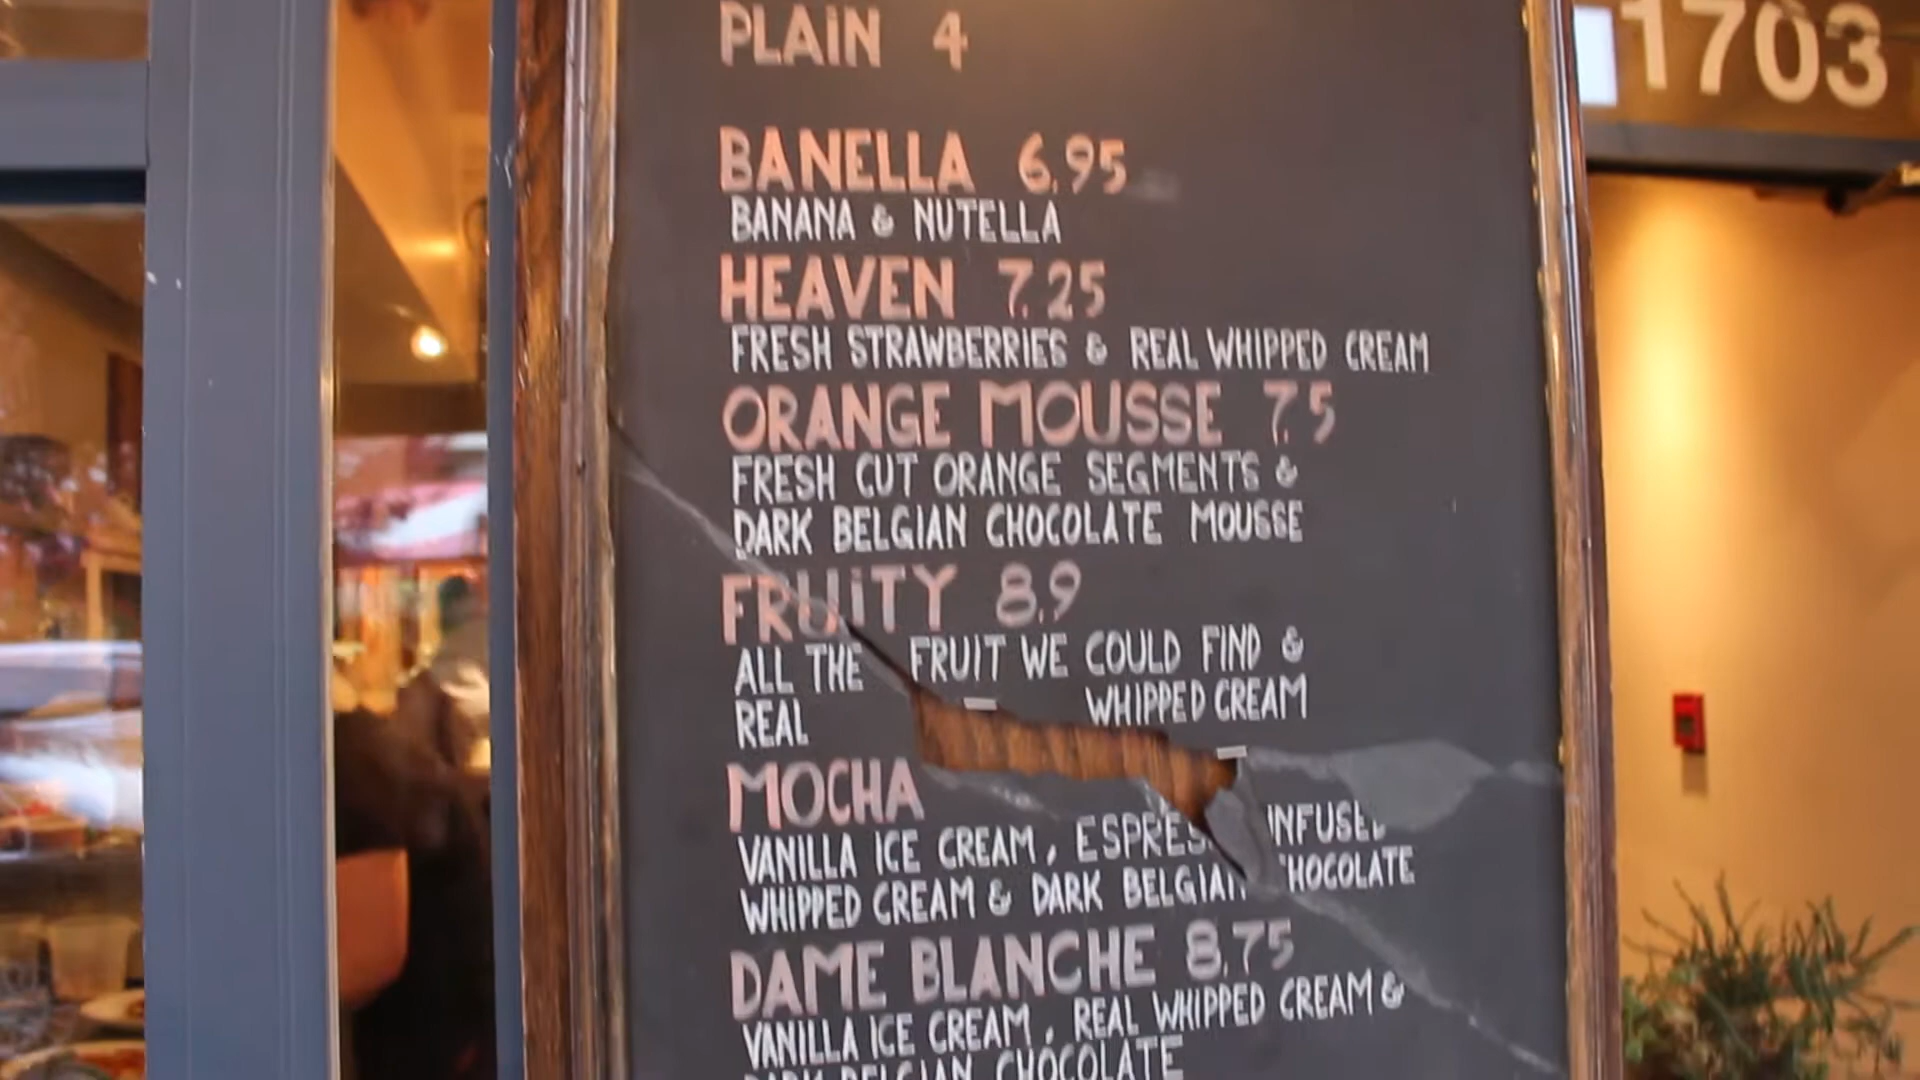 PLAIN 4
1703
BANELLA 6.95
BANANA & NUTELLA
HEAVEN 7.25
FRESH STRAWBERRIES & REAL WHIPPED CREAM
ORANGE MOUSSE 7.5
FRESH CUT ORANGE SEGMENTS &
DARK BELGIAN CHOCOLATE MOUSSE
FRUITY 8.9
ALL THE FRUIT WE COULD FIND &
REAL WHIPPED CREAM
MOCHA
VANILLA ICE CREAM, INFUSED
WHIPPED CREAM & DARK BELGIAN CHOCOLATE
DAME BLANCHE 8.75
VANILLA ICE CREAM, REAL WHIPPED CREAM &
DARK BELGIAN CHOCOLATE